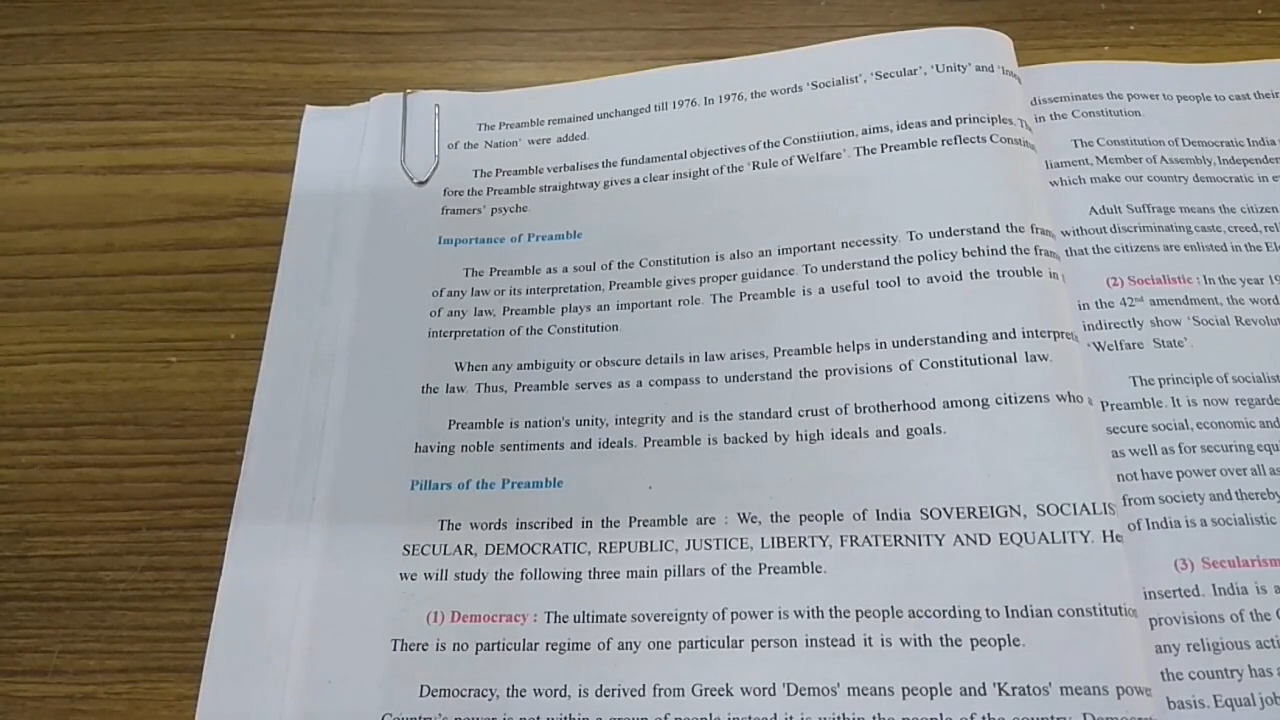 The Preamble remained unchanged till 1976. In 1976, the words 'Socialist', 'Secular', 'Unity' and
of the Nation' were added.
The Preamble verbalises the fundamental objectives of the Constiiution, aims, ideas and principles.
fore the Preamble straightway gives a clear insight of the 'Rule of Welfare'. The Preamble reflects
framers' psyche.
Importance of Preamble
The Preamble as a soul of the Constitution is also an important necessity. To understand the
of any law or its interpretation, Preamble gives proper guidance. To understand the policy behind the
of any law, Preamble plays an important role. The Preamble is a useful tool to avoid the trouble in
interpretation of the Constitution.
When any ambiguity or obscure details in law arises, Preamble helps in understanding and
the law. Thus, Preamble serves as a compass to understand the provisions of Constitutional law.
Preamble is nation's unity, integrity and is the standard crust of brotherhood among citizens who
having noble sentiments and ideals. Preamble is backed by high ideals and goals.
Pillars of the Preamble
The words inscribed in the Preamble are : We, the people of India SOVEREIGN,
SECULAR, DEMOCRATIC, REPUBLIC, JUSTICE, LIBERTY, FRATERNITY AND EQUALITY.
we will study the following three main pillars of the Preamble.
(1) Democracy : The ultimate sovereignty of power is with the people according to Indian
There is no particular regime of any one particular person instead it is with the people.
Democracy, the word, is derived from Greek word 'Demos' means people and 'Kratos' means
disseminates the power to people to cast their
in the Constitution.
The Constitution of Democratic India
liament, Member of Assembly,
which make our country democratic in
Adult Suffrage means the citizen
without discriminating caste, creed,
that the citizens are enlisted in the
(2) Socialistic : In the year
in the 42nd amendment, the word
indirectly show 'Social
'Welfare State'.
The principle of
Preamble. It is now
secure social, economic and
as well as for securing
not have power over all
from society and thereby
of India is a socialistic
(3) Secularism
inserted. India is a
provisions of the
any religious
the country has
basis. Equal